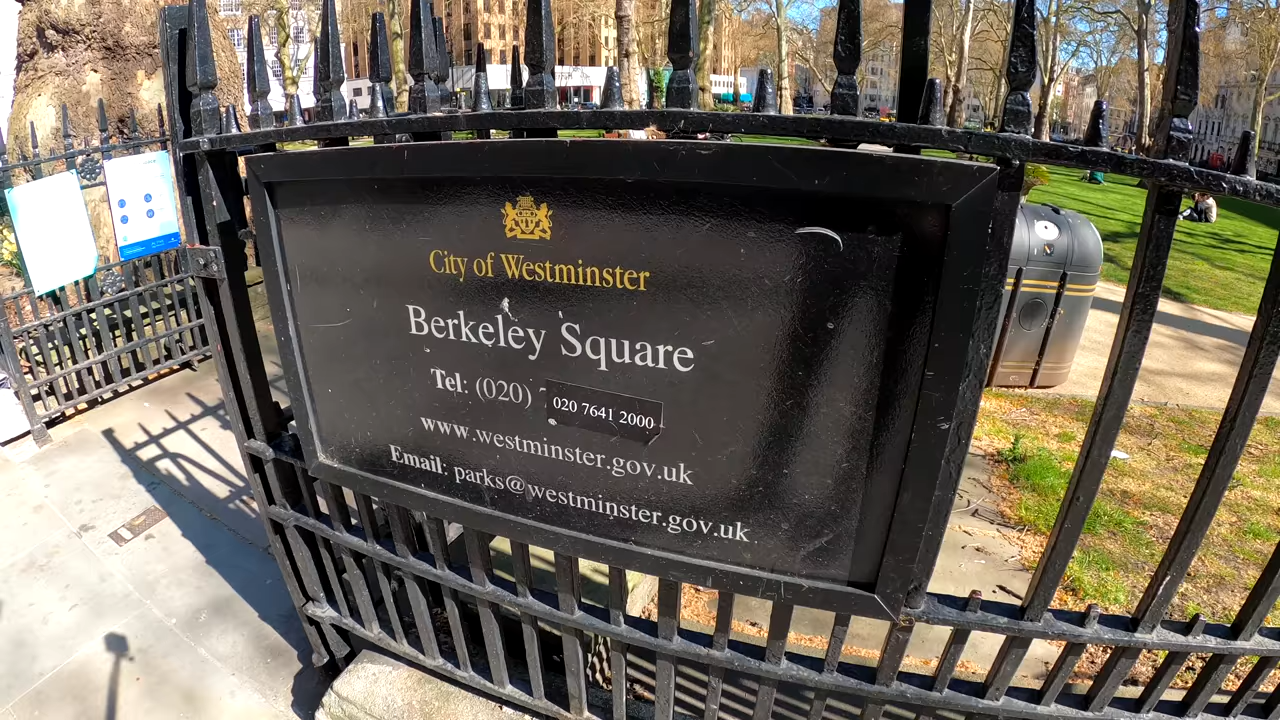 City of Westminster
Berkeley Square
Tel: (020) 020 7641 2000
www.westminster.gov.uk
Email: parks@westminster.gov.uk